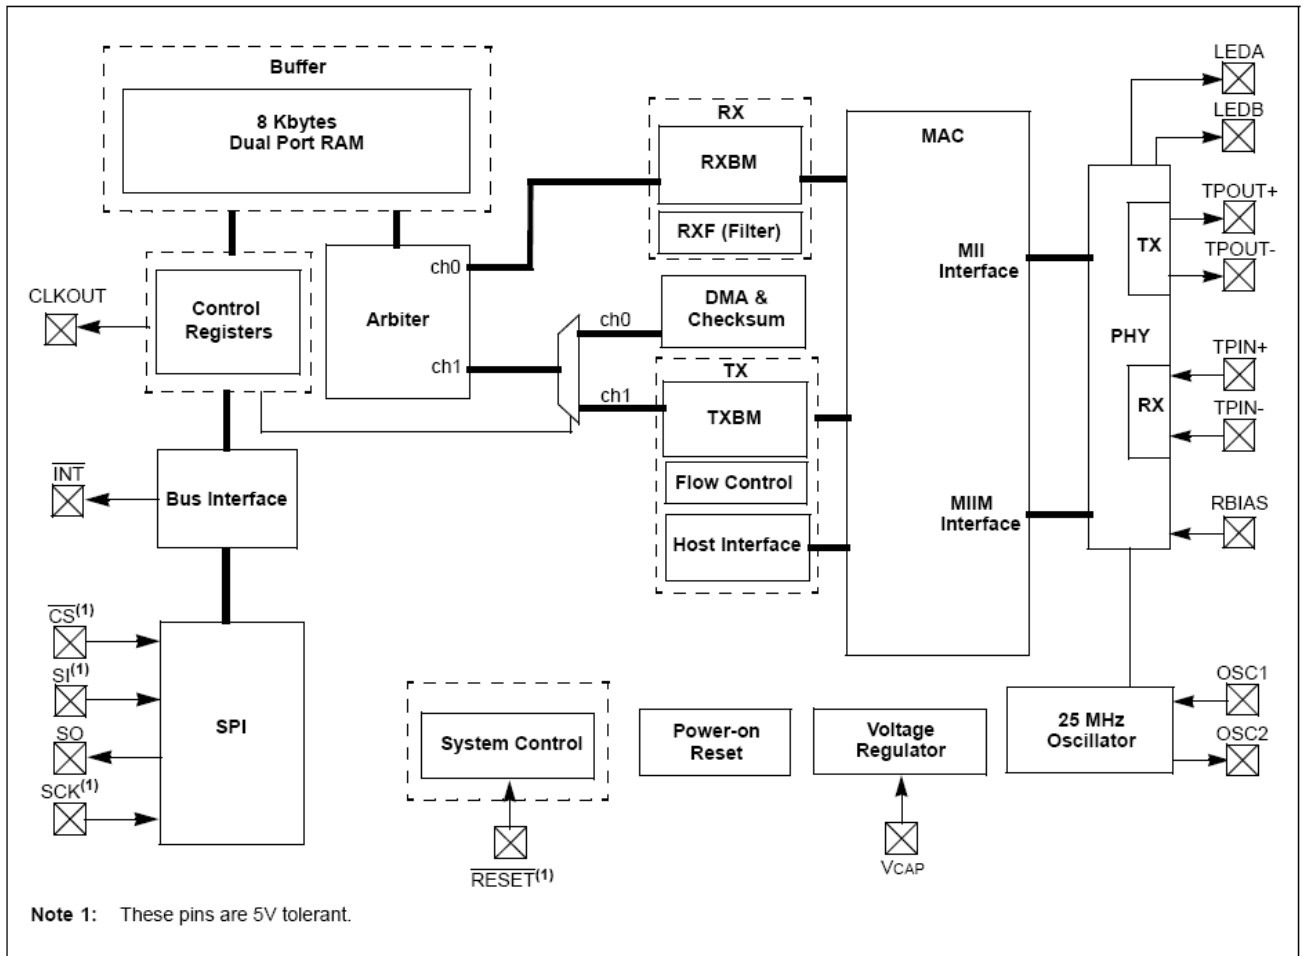 Buffer
8 Kbytes
Dual Port RAM
Control
Registers
CLKOUT
Arbiter
ch0
ch1
ch0
ch1
RX
RXBM
RXF (Filter)
DMA &
Checksum
TX
TXBM
Flow Control
Host Interface
MAC
MII
Interface
MIIM
Interface
PHY
TX
RX
LEDA
LEDB
TPOUT+
TPOUT-
TPIN+
TPIN-
RBIAS
INT
Bus Interface
CS(1)
SI(1)
SO
SCK(1)
SPI
System Control
RESET(1)
Power-on
Reset
Voltage
Regulator
VCAP
25 MHz
Oscillator
OSC1
OSC2
Note 1: These pins are 5V tolerant.